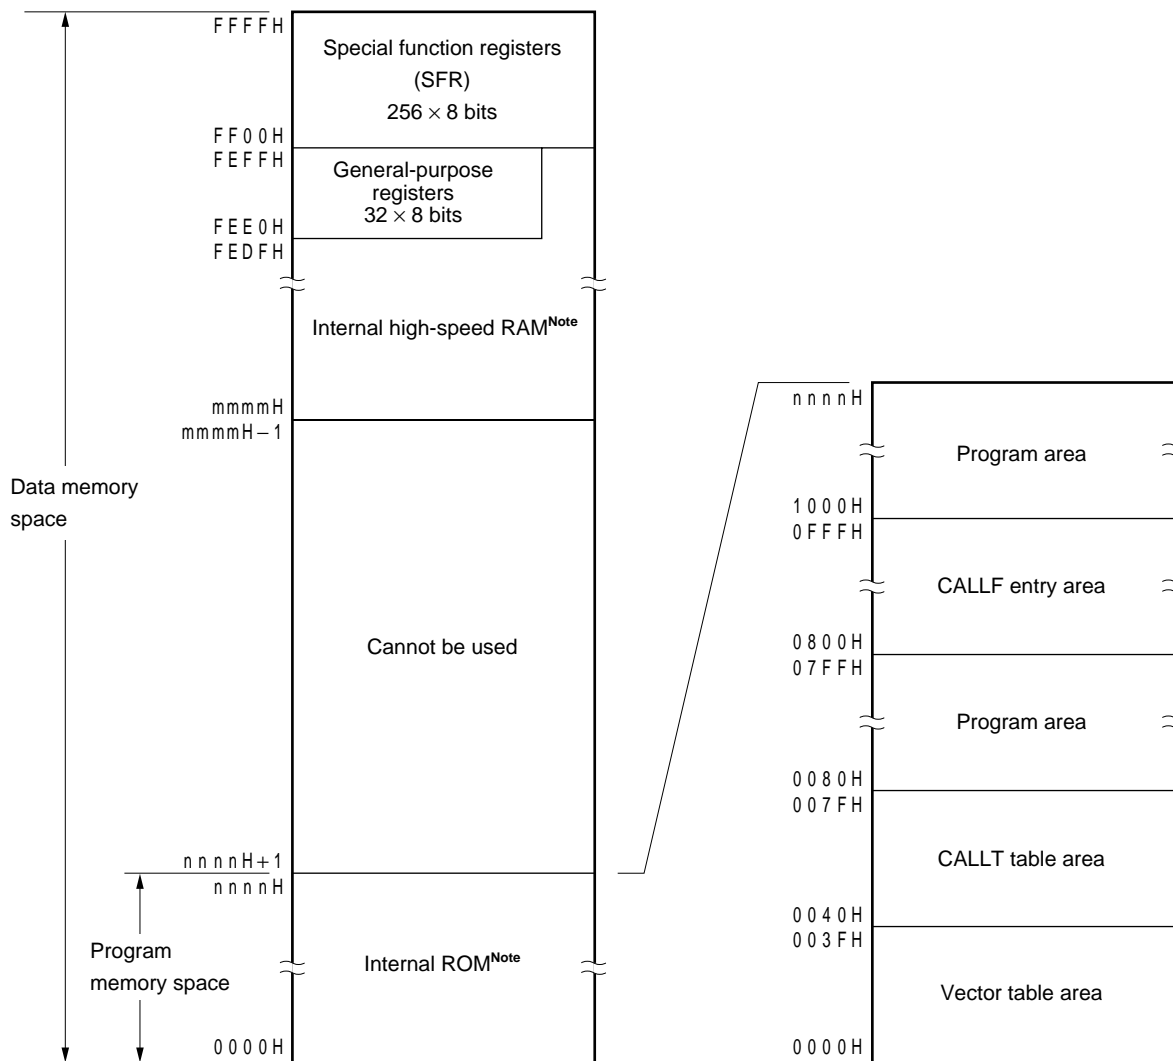 FFFFH
Special function registers
(SFR)
256 × 8 bits
FF00H
FEFFH
General-purpose
registers
32 × 8 bits
FEE0H
FEDFH
Internal high-speed RAMNote
mmmmH
mmmmH−1
Data memory
space
Cannot be used
nnnnH+1
nnnnH
Program
memory space
Internal ROMNote
0000H
nnnnH
Program area
1000H
0FFFH
CALLF entry area
0800H
07FFH
Program area
0080H
007FH
CALLT table area
0040H
003FH
Vector table area
0000H